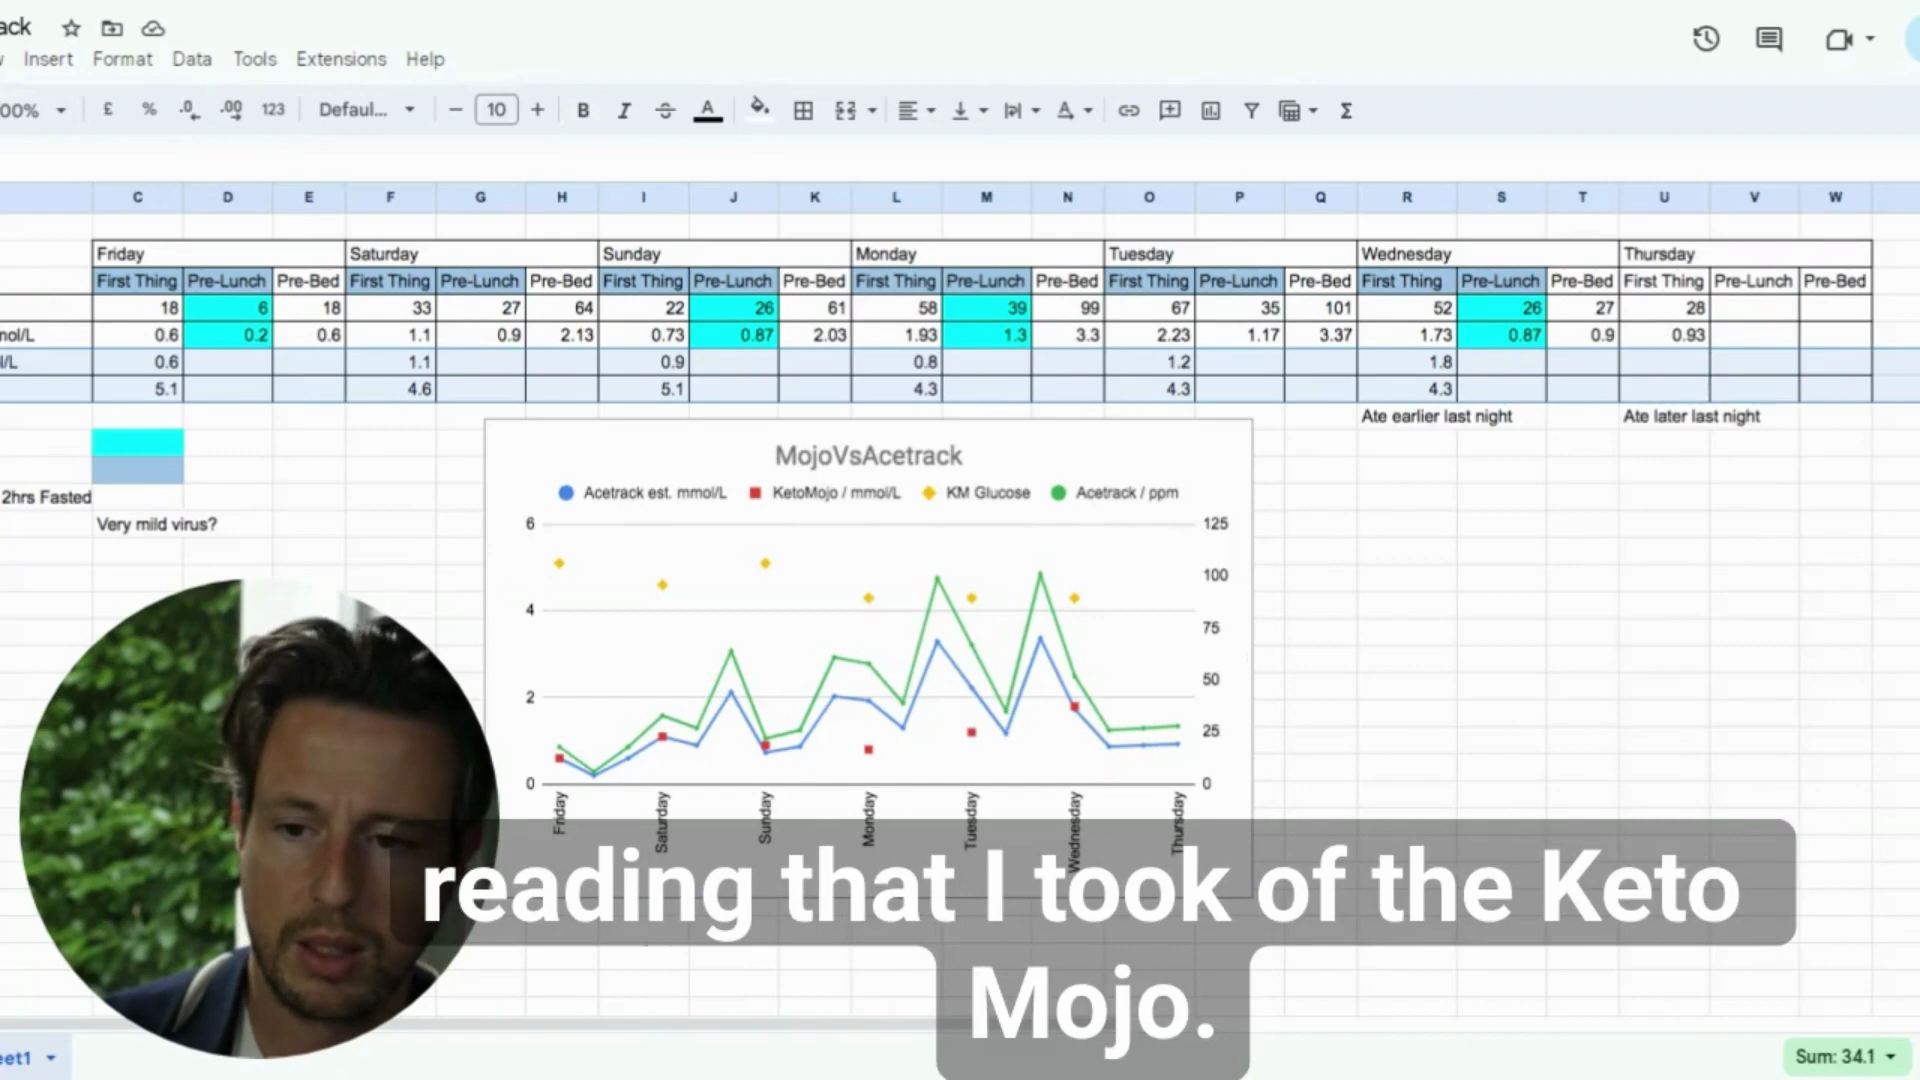 ack
Insert Format Data Tools Extensions Help
00% £ % .0 .00 123 Defaul... − 10 + B I A Σ
C D E F G H I J K L M N O P Q R S T U V W
Friday Saturday Sunday Monday Tuesday Wednesday Thursday
First Thing Pre-Lunch Pre-Bed First Thing Pre-Lunch Pre-Bed First Thing Pre-Lunch Pre-Bed First Thing Pre-Lunch Pre-Bed First Thing Pre-Lunch Pre-Bed First Thing Pre-Lunch Pre-Bed First Thing Pre-Lunch Pre-Bed
18 6 18 33 27 64 22 26 61 58 39 99 67 35 101 52 26 27 28
nol/L 0.6 0.2 0.6 1.1 0.9 2.13 0.73 0.87 2.03 1.93 1.3 3.3 2.23 1.17 3.37 1.73 0.87 0.9 0.93
l/L 0.6 1.1 0.9 0.8 1.2 1.8
5.1 4.6 5.1 4.3 4.3 4.3
Ate earlier last night Ate later last night
2hrs Fasted
Very mild virus?
MojoVsAcetrack
Acetrack est. mmol/L KetoMojo / mmol/L KM Glucose Acetrack / ppm
6 125
100
4
75
50
2
25
0 0
Friday Saturday Sunday Monday Tuesday Wednesday Thursday
reading that I took of the Keto
Mojo.
eet1
Sum: 34.1